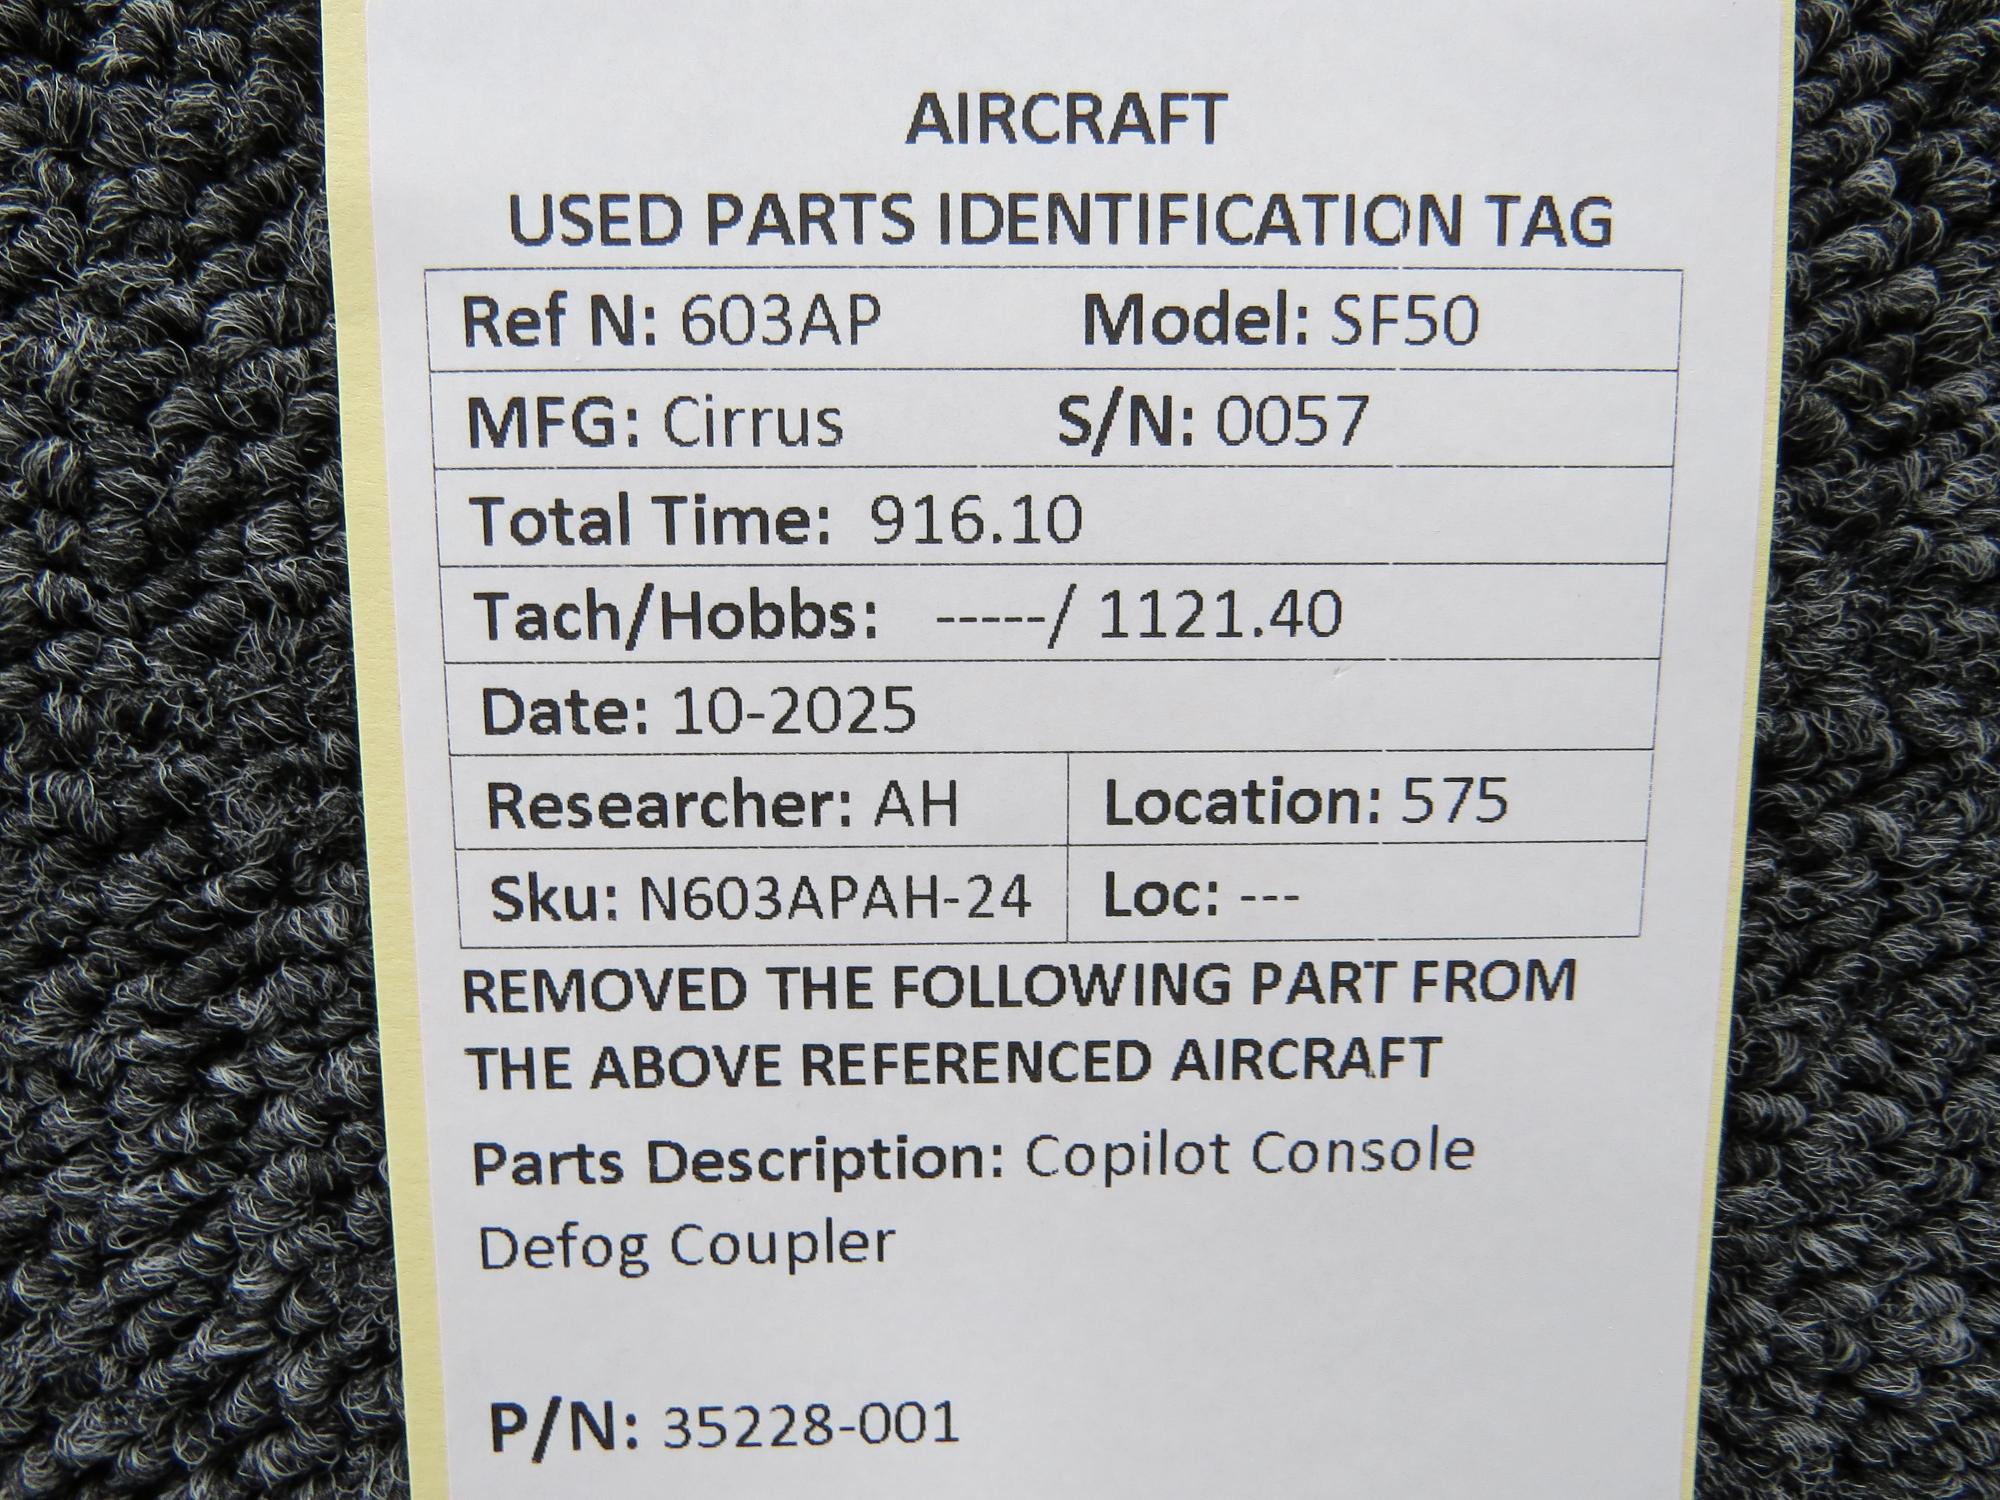 AIRCRAFT
USED PARTS IDENTIFICATION TAG
Ref N: 603AP Model: SF50
MFG: Cirrus S/N: 0057
Total Time: 916.10
Tach/Hobbs: -----/ 1121.40
Date: 10-2025
Researcher: AH Location: 575
Sku: N603APAH-24 Loc: ---
REMOVED THE FOLLOWING PART FROM
THE ABOVE REFERENCED AIRCRAFT
Parts Description: Copilot Console
Defog Coupler
P/N: 35228-001